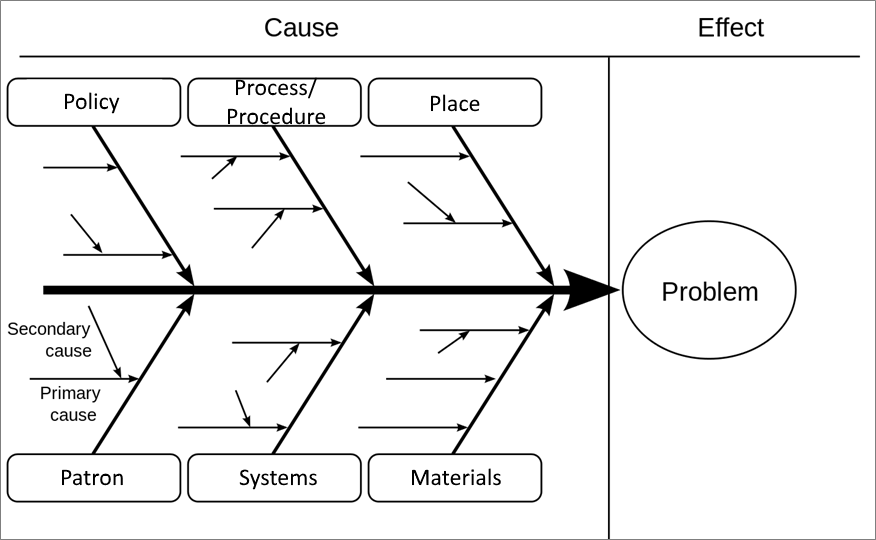 Cause
Effect
Policy
Process/
Procedure
Place
Problem
Secondary
cause
Primary
cause
Patron
Systems
Materials